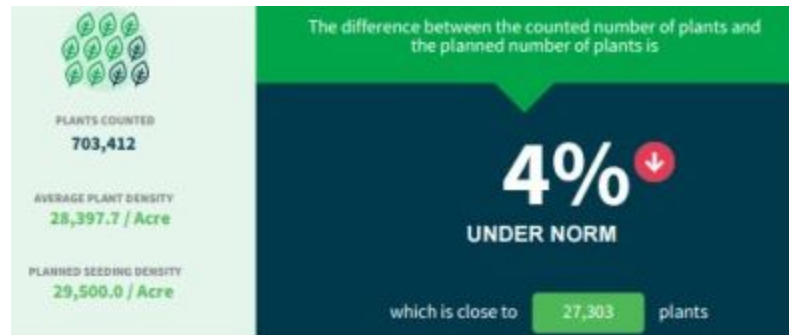 PLANTS COUNTED
703,412
AVERAGE PLANT DENSITY
28,397.7 / Acre
PLANNED SEEDING DENSITY
29,500.0 / Acre
The difference between the counted number of plants and
the planned number of plants is
4%
UNDER NORM
which is close to 27,303 plants